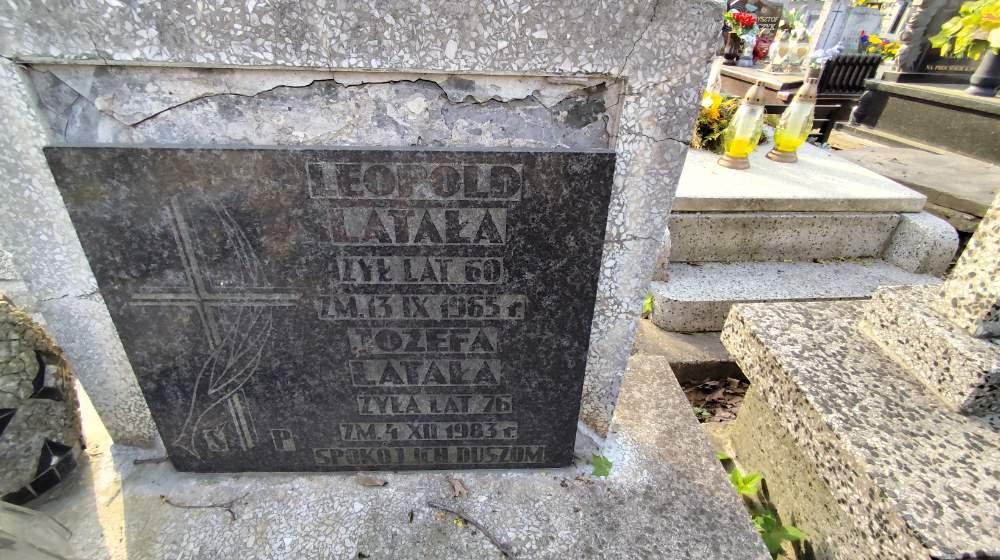 LEOPOLD
LATAŁA
ŻYŁ LAT 60
ZM. 13 IX 1965 r.
JÓZEFA
LATAŁA
ŻYŁA LAT 76
ZM. 4 XII 1983 r.
SPOKÓJ ICH DUSZOM